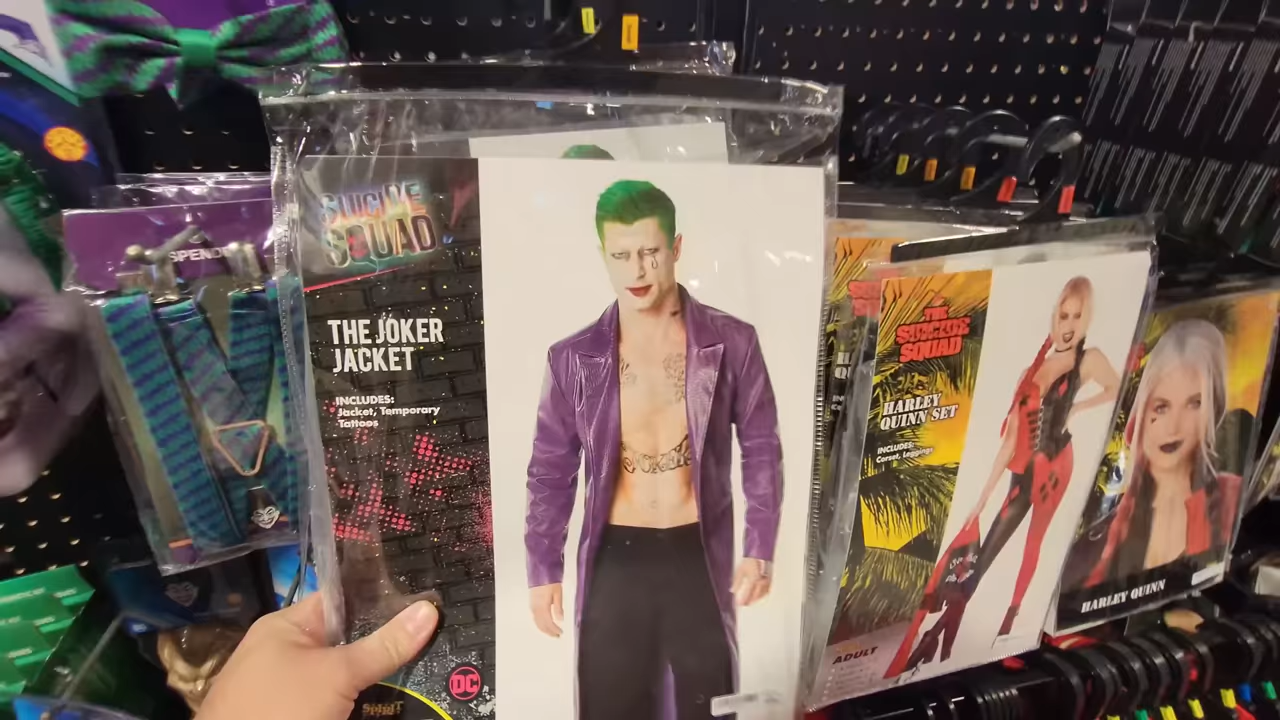 SPEND
SUICIDE
SQUAD
THE JOKER
JACKET
INCLUDES:
Jacket, Temporary
Tattoos
DC
THE
SUICIDE
SQUAD
HARLEY
QUINN SET
INCLUDES:
Corset, Leggings
ADULT
HARLEY QUINN